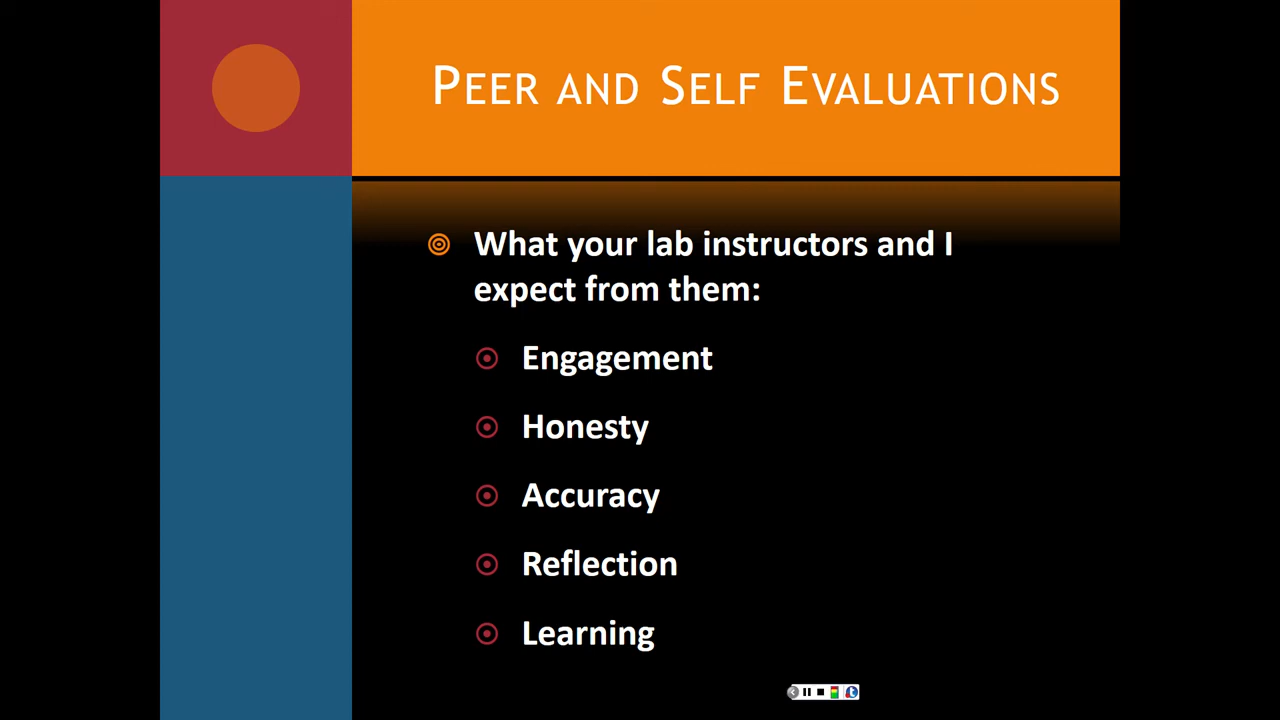 Peer and Self Evaluations
What your lab instructors and I
expect from them:
Engagement
Honesty
Accuracy
Reflection
Learning